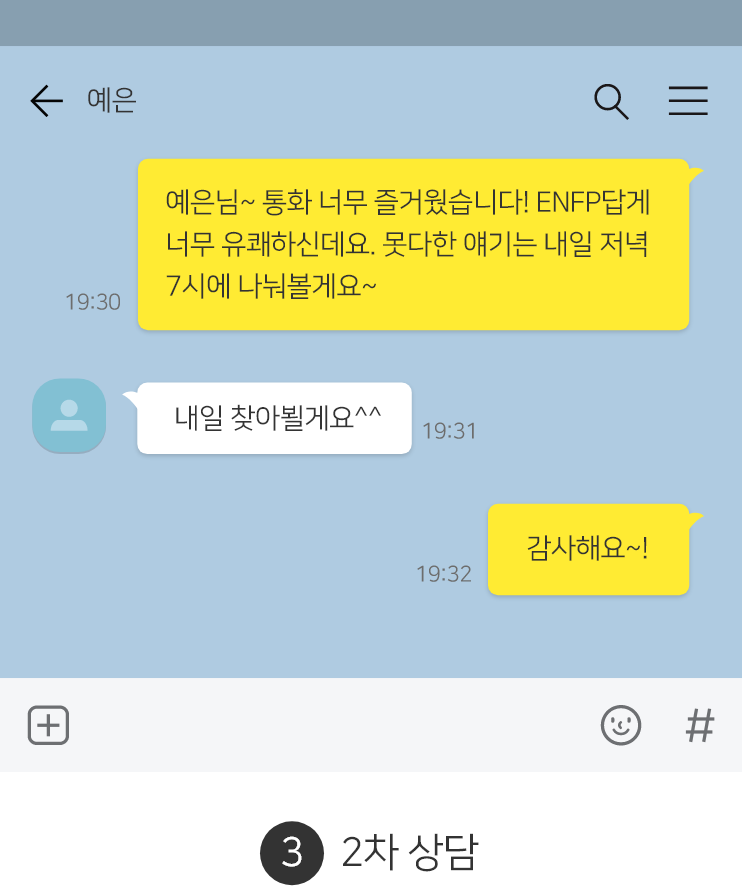 예은
예은님~ 통화 너무 즐거웠습니다! ENFP답게
너무 유쾌하신데요. 못다한 얘기는 내일 저녁
7시에 나눠볼게요~
19:30
내일 찾아뵐게요^^
19:31
감사해요~!
19:32
#
3 2차 상담